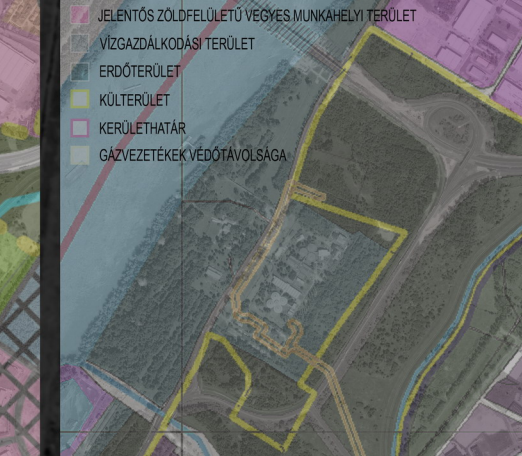 JELENTŐS ZÖLDFELÜLETŰ VEGYES MUNKAHELYI TERÜLET
VÍZGAZDÁLKODÁSI TERÜLET
ERDŐTERÜLET
KÜLTERÜLET
KERÜLETHATÁR
GÁZVEZETÉKEK VÉDŐTÁVOLSÁGA